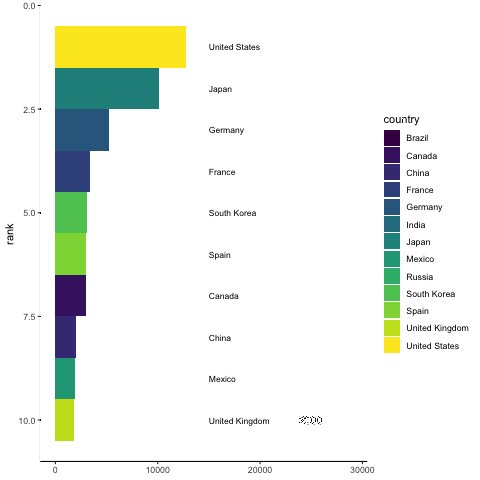 0.0
United States
Japan
2.5
Germany
France
5.0
South Korea
Spain
Canada
7.5
China
Mexico
10.0
United Kingdom
rank
0
10000
20000
30000
country
Brazil
Canada
China
France
Germany
India
Japan
Mexico
Russia
South Korea
Spain
United Kingdom
United States